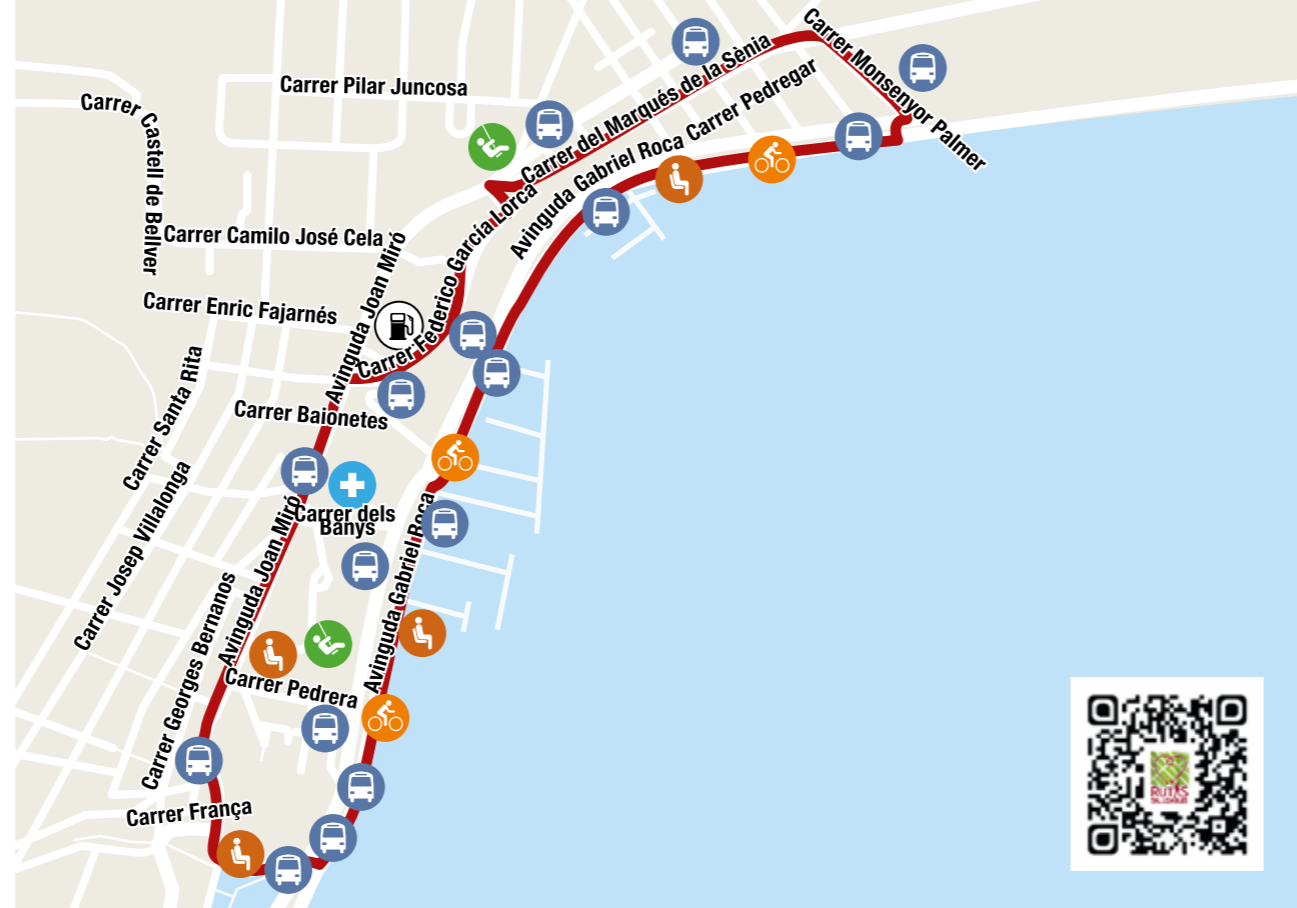 Carrer Monsenyor Palmer
Carrer del Marqués de la Sènia
Carrer Pilar Juncosa
Carrer Pedregar
Carrer Castell de Bellver
Avinguda Gabriel Roca
Carrer Camilo José Cela
Avinguda Joan Miró
Carrer Federico García Lorca
Carrer Enric Fajarnés
Carrer Santa Rita
Carrer Baionetes
Carrer Josep Villalonga
Carrer dels
Banys
Avinguda Joan Miró
Avinguda Gabriel Roca
Carrer Georges Bernanos
Carrer Pedrera
Carrer França
RUTES